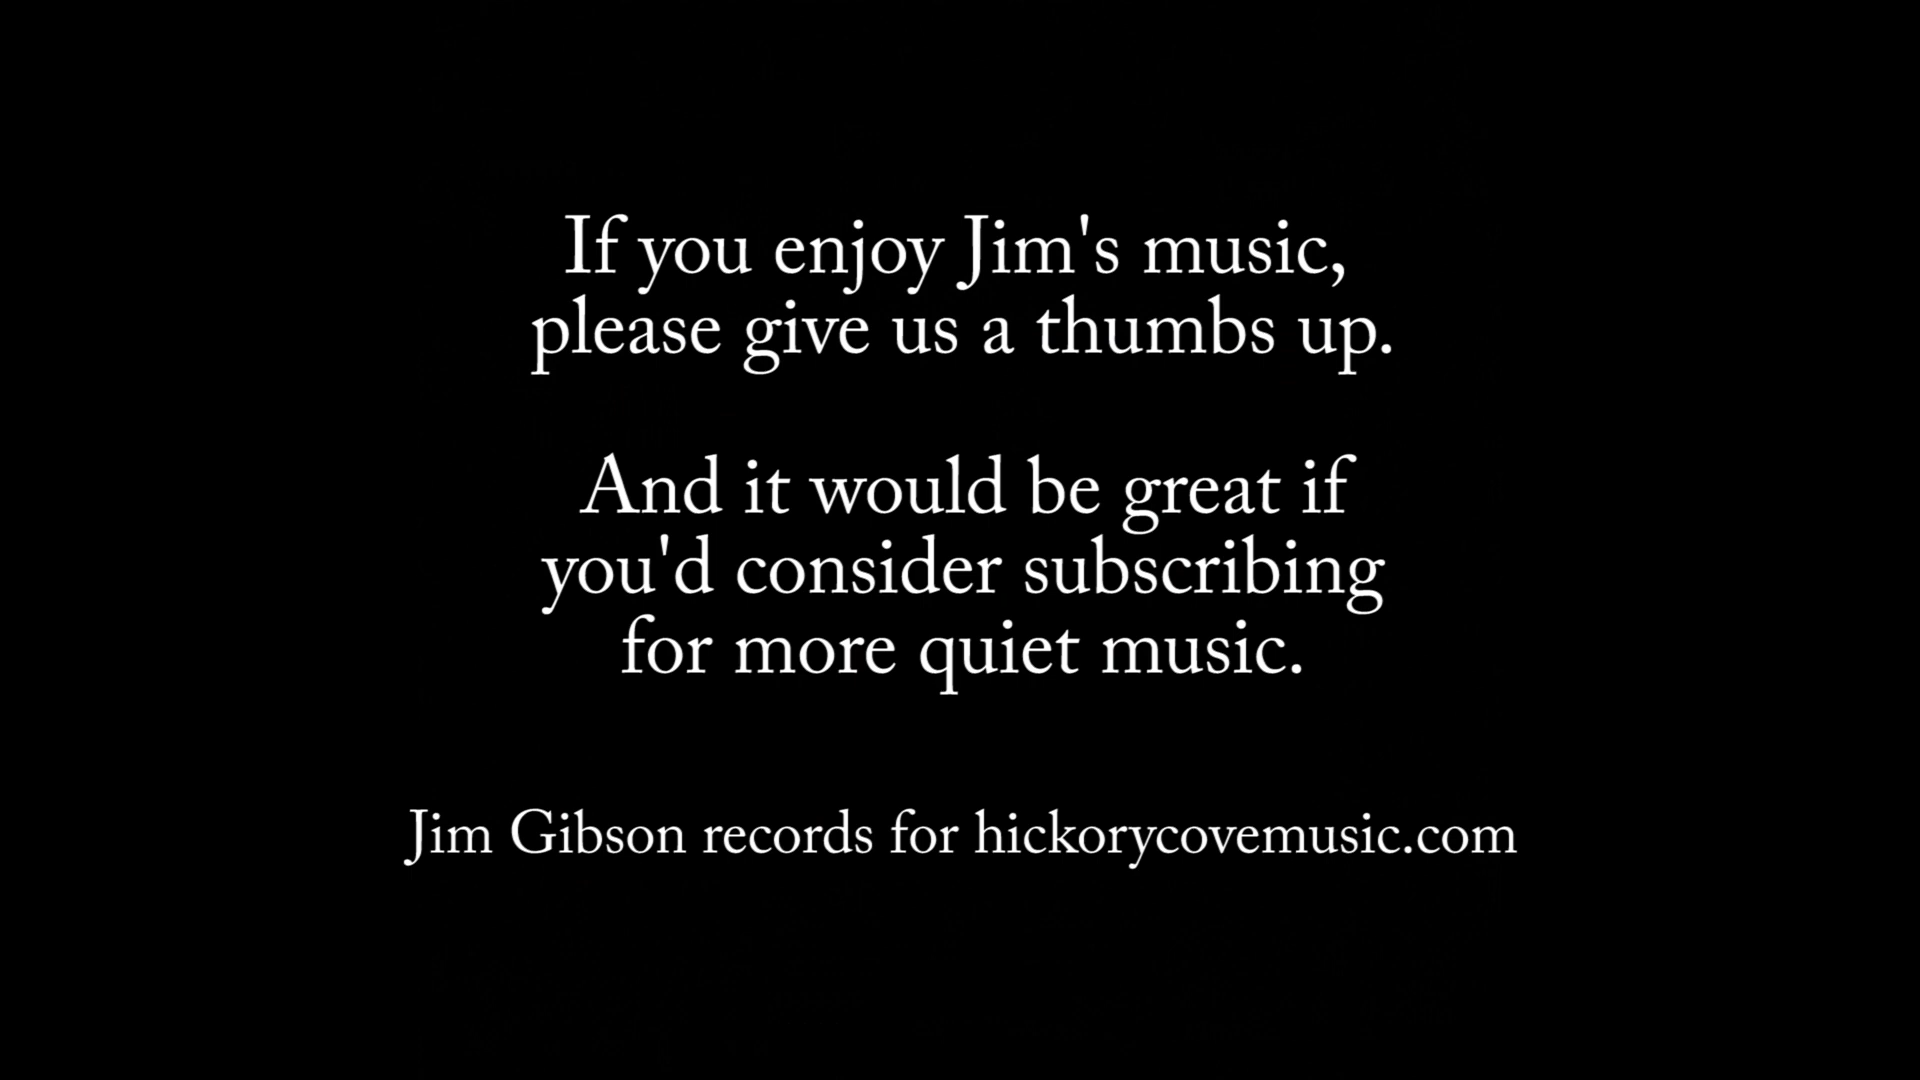 If you enjoy Jim's music,
please give us a thumbs up.
And it would be great if
you'd consider subscribing
for more quiet music.
Jim Gibson records for hickorycovemusic.com